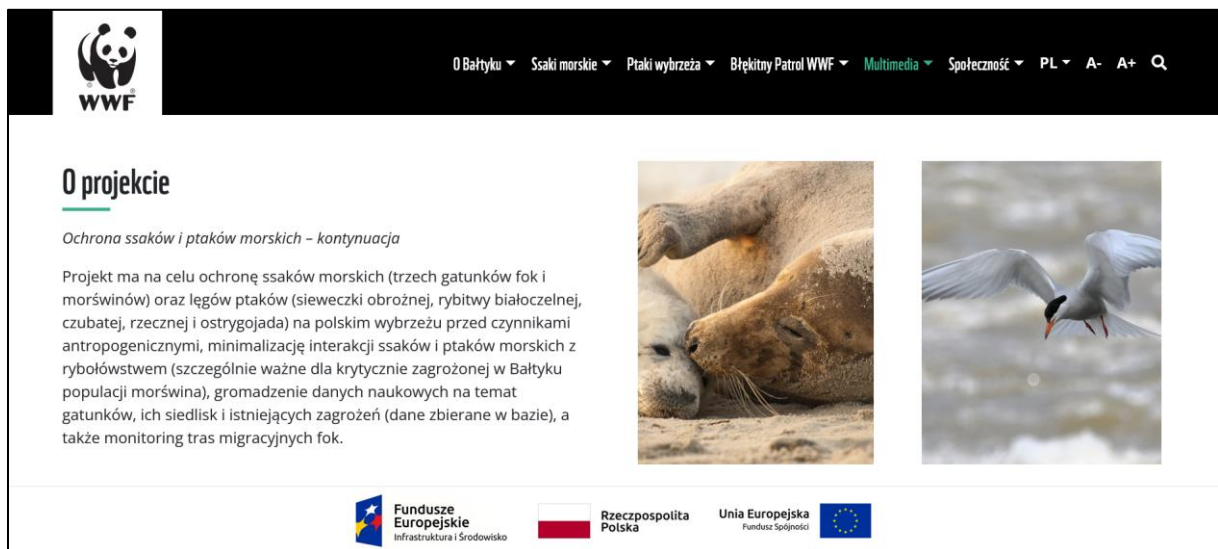 WWF
O Bałtyku Ssaki morskie Ptaki wybrzeża Błękitny Patrol WWF Multimedia Społeczność PL A- A+
O projekcie
Ochrona ssaków i ptaków morskich – kontynuacja
Projekt ma na celu ochronę ssaków morskich (trzech gatunków fok i
morświnów) oraz lęgów ptaków (sieweczki obrożnej, rybitwy białoczelnej,
czubatej, rzecznej i ostrygojada) na polskim wybrzeżu przed czynnikami
antropogenicznymi, minimalizację interakcji ssaków i ptaków morskich z
rybołówstwem (szczególnie ważne dla krytycznie zagrożonej w Bałtyku
populacji morświna), gromadzenie danych naukowych na temat
gatunków, ich siedlisk i istniejących zagrożeń (dane zbierane w bazie), a
także monitoring tras migracyjnych fok.
Fundusze
Europejskie
Infrastruktura i Środowisko
Rzeczpospolita
Polska
Unia Europejska
Fundusz Spójności